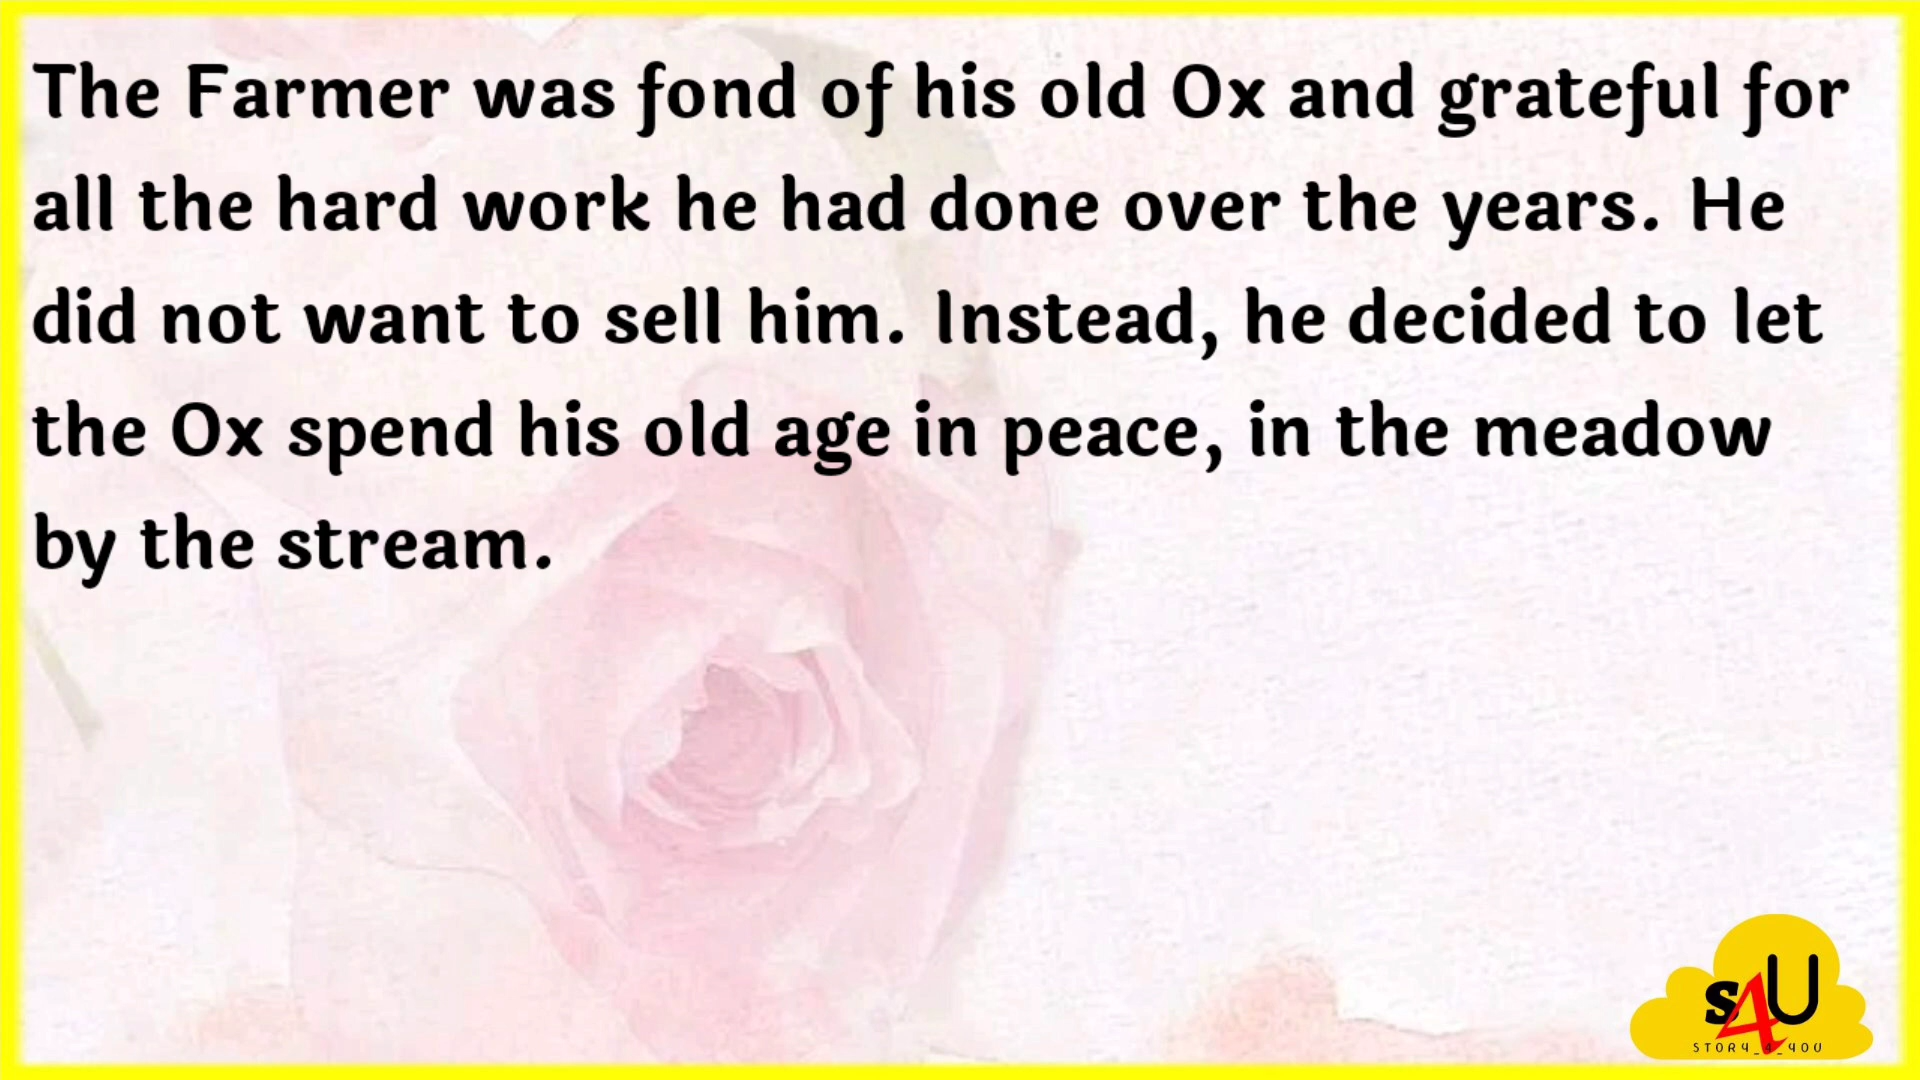 The Farmer was fond of his old Ox and grateful for
all the hard work he had done over the years. He
did not want to sell him. Instead, he decided to let
the Ox spend his old age in peace, in the meadow
by the stream.
S4U
STORY_4_YOU